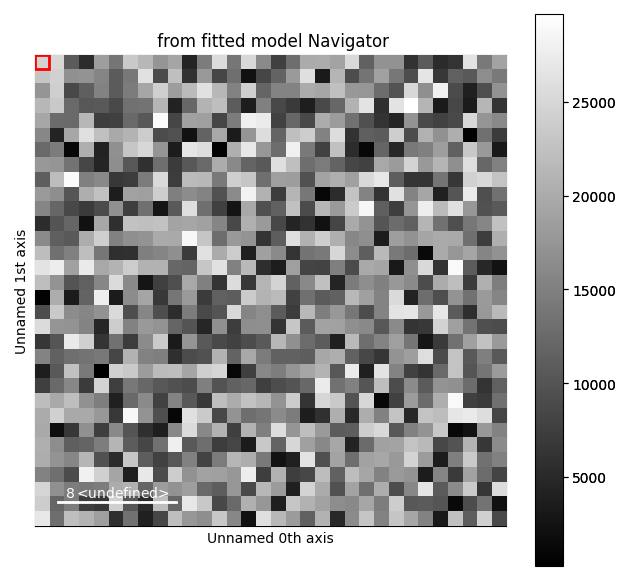 from fitted model Navigator
Unnamed 1st axis
8 <undefined>
Unnamed 0th axis
25000
20000
15000
10000
5000